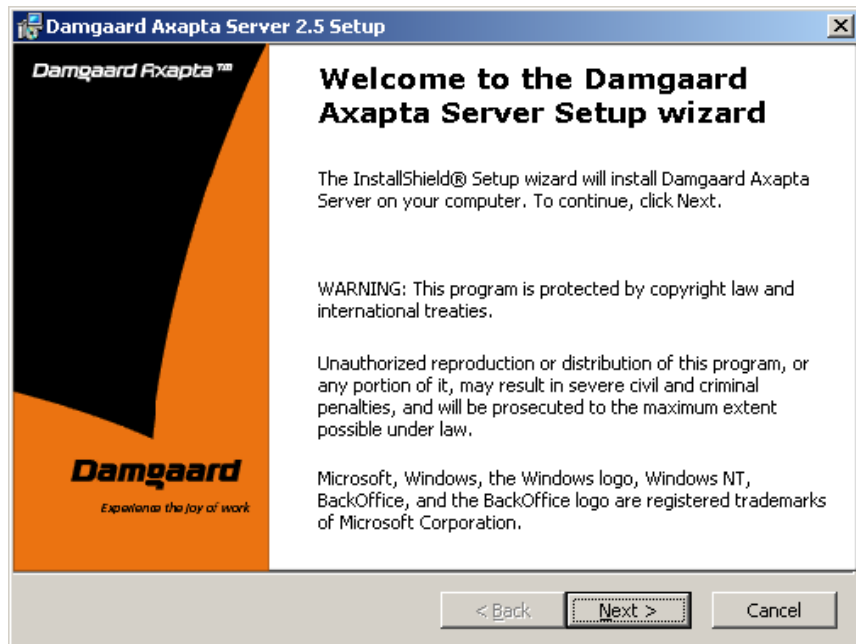 Damgaard Axapta Server 2.5 Setup
Damgaard Axapta™
Welcome to the Damgaard
Axapta Server Setup wizard
The InstallShield® Setup wizard will install Damgaard Axapta
Server on your computer. To continue, click Next.
WARNING: This program is protected by copyright law and
international treaties.
Unauthorized reproduction or distribution of this program, or
any portion of it, may result in severe civil and criminal
penalties, and will be prosecuted to the maximum extent
possible under law.
Microsoft, Windows, the Windows logo, Windows NT,
BackOffice, and the BackOffice logo are registered trademarks
of Microsoft Corporation.
Damgaard
Experience the joy of work
< Back
Next >
Cancel